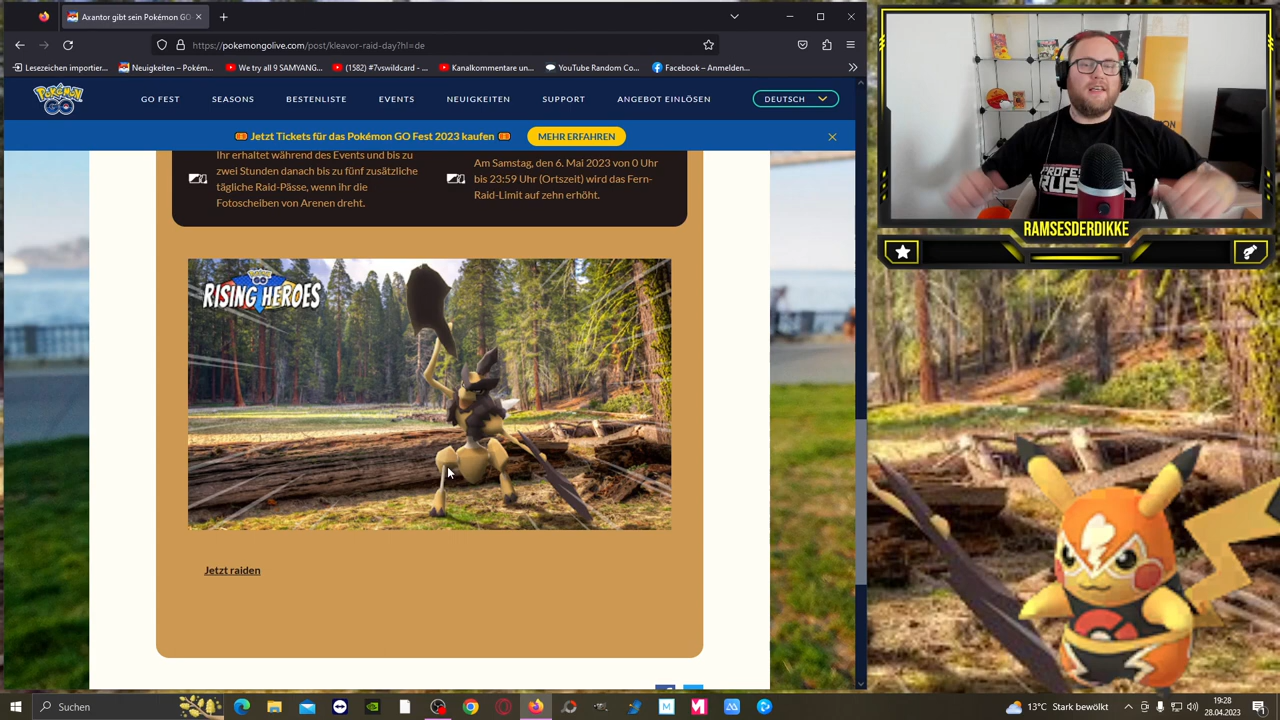 Axantor gibt sein Pokémon GO
https://pokemongolive.com/post/kleavor-raid-day?hl=de
Lesezeichen importier...
Neuigkeiten – Pokém...
We try all 9 SAMYANG...
(1582) #7vswildcard - ...
Kanalkommentare un...
YouTube Random Co...
Facebook – Anmelden...
POKÉMON GO
GO FEST
SEASONS
BESTENLISTE
EVENTS
NEUIGKEITEN
SUPPORT
ANGEBOT EINLÖSEN
DEUTSCH
Jetzt Tickets für das Pokémon GO Fest 2023 kaufen
MEHR ERFAHREN
Ihr erhaltet während des Events und bis zu
zwei Stunden danach bis zu fünf zusätzliche
tägliche Raid-Pässe, wenn ihr die
Fotoscheiben von Arenen dreht.
Am Samstag, den 6. Mai 2023 von 0 Uhr
bis 23:59 Uhr (Ortszeit) wird das Fern-
Raid-Limit auf zehn erhöht.
RISING HEROES
Jetzt raiden
PROFESSIONAL
RUSSIAN
RAMSESDERDIKKE
Suchen
13°C Stark bewölkt
19:28
28.04.2023